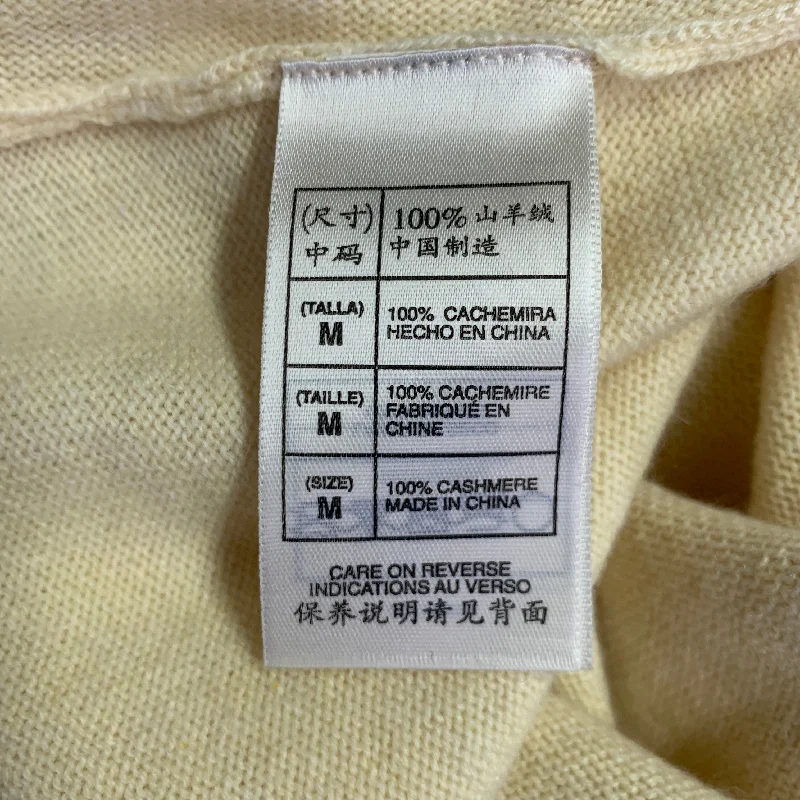 (尺寸)
中码
100% 山羊绒
中国制造
(TALLA)
M
100% CACHEMIRA
HECHO EN CHINA
(TAILLE)
M
100% CACHEMIRE
FABRIQUÉ EN
CHINE
(SIZE)
M
100% CASHMERE
MADE IN CHINA
CARE ON REVERSE
INDICATIONS AU VERSO
保养说明请见背面